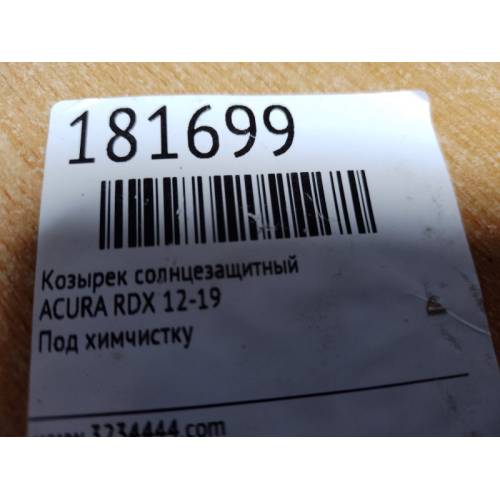 181699
Козырек солнцезащитный
ACURA RDX 12-19
Под химчистку
www.3234444.com